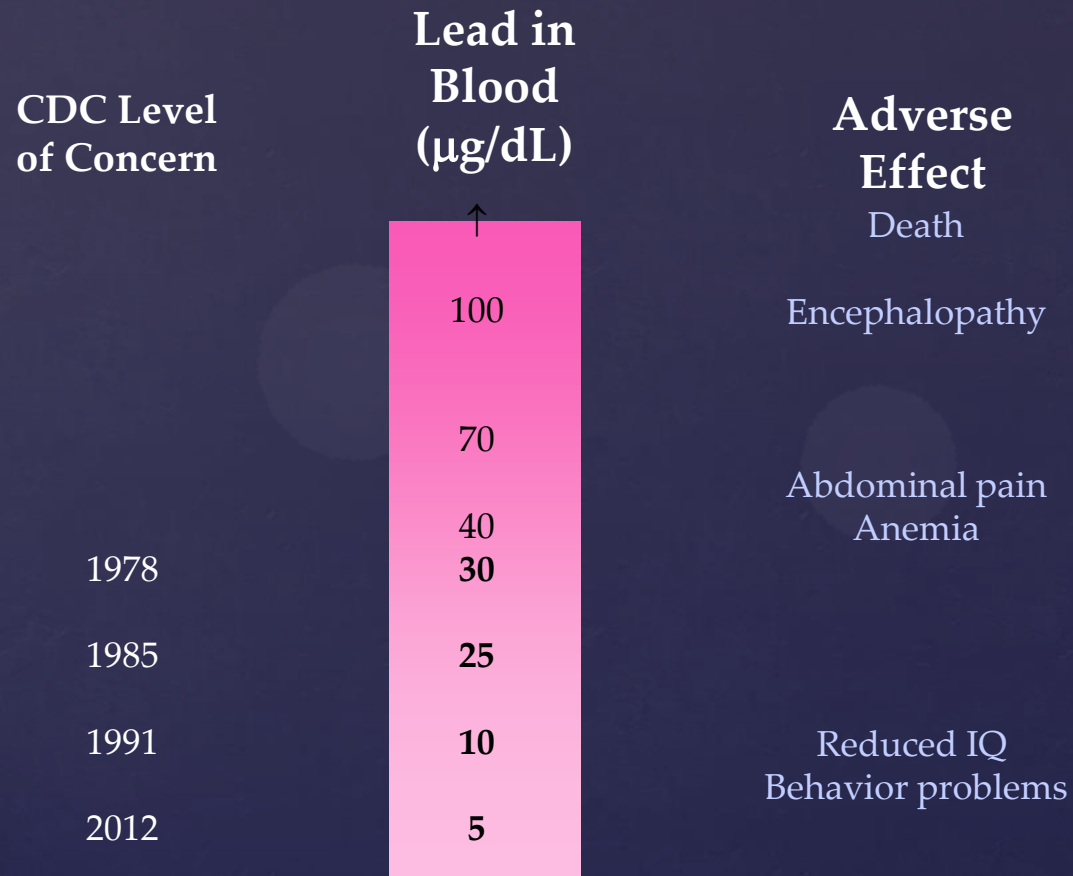 Lead in
Blood
(µg/dL)
CDC Level
of Concern
Adverse
Effect
↑
Death
100
Encephalopathy
70
Abdominal pain
40
Anemia
1978
30
1985
25
1991
10
Reduced IQ
Behavior problems
2012
5